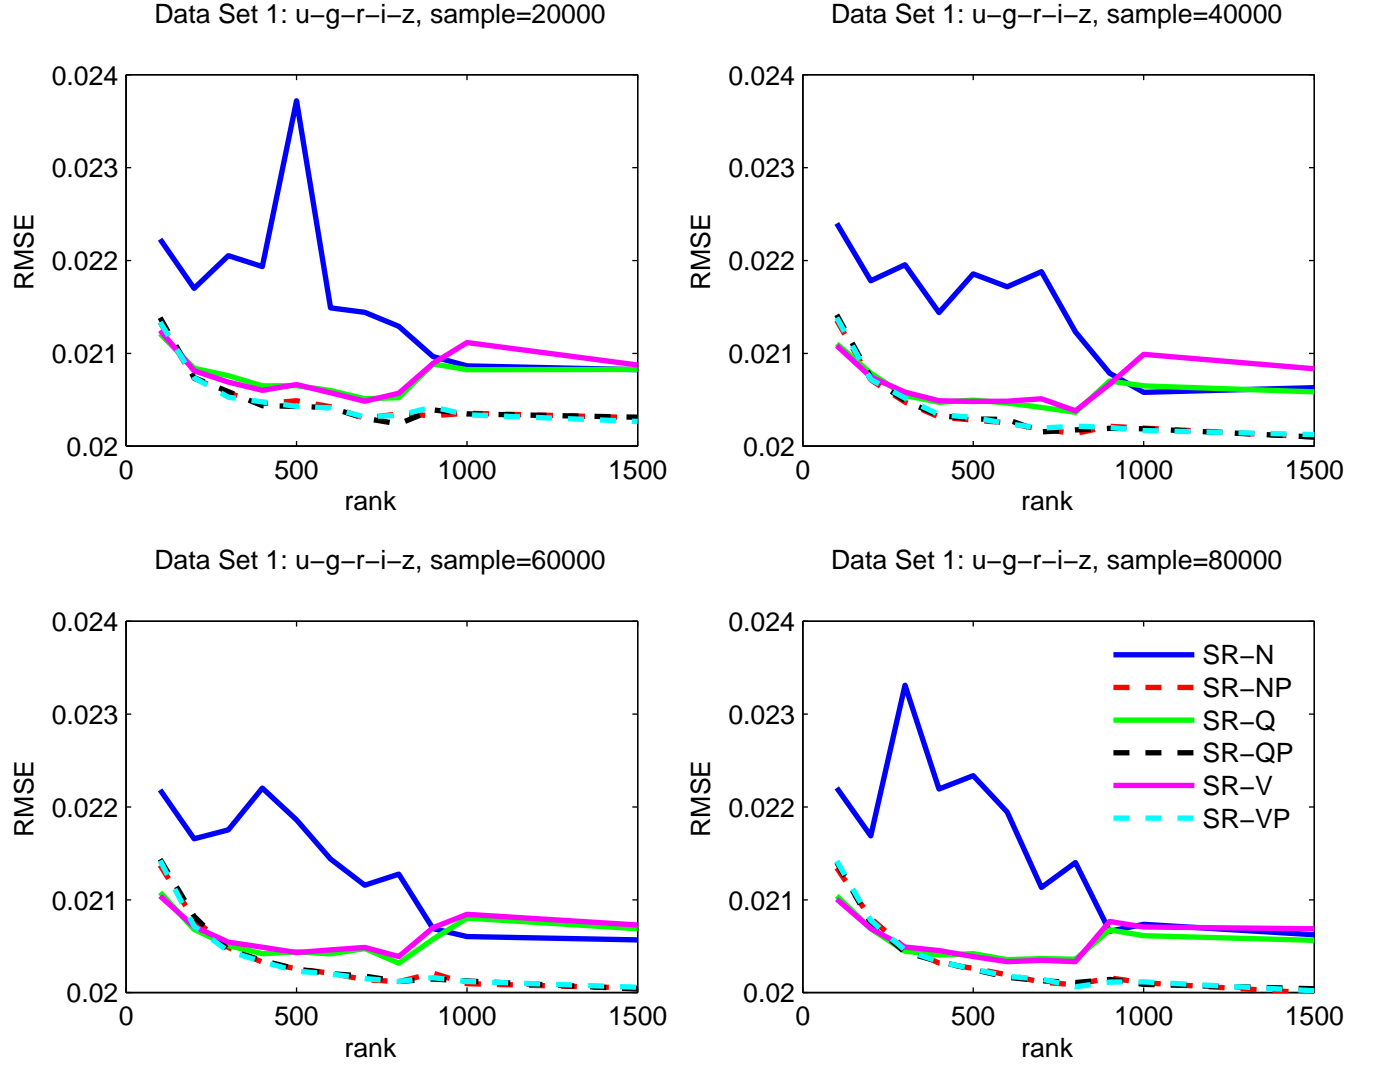 Data Set 1: u−g−r−i−z, sample=20000
0.024
0.023
0.022
0.021
0.02
RMSE
0 500 1000 1500
rank
Data Set 1: u−g−r−i−z, sample=40000
0.024
0.023
0.022
0.021
0.02
RMSE
0 500 1000 1500
rank
Data Set 1: u−g−r−i−z, sample=60000
0.024
0.023
0.022
0.021
0.02
RMSE
0 500 1000 1500
rank
Data Set 1: u−g−r−i−z, sample=80000
0.024
0.023
0.022
0.021
0.02
RMSE
0 500 1000 1500
rank
SR−N
SR−NP
SR−Q
SR−QP
SR−V
SR−VP